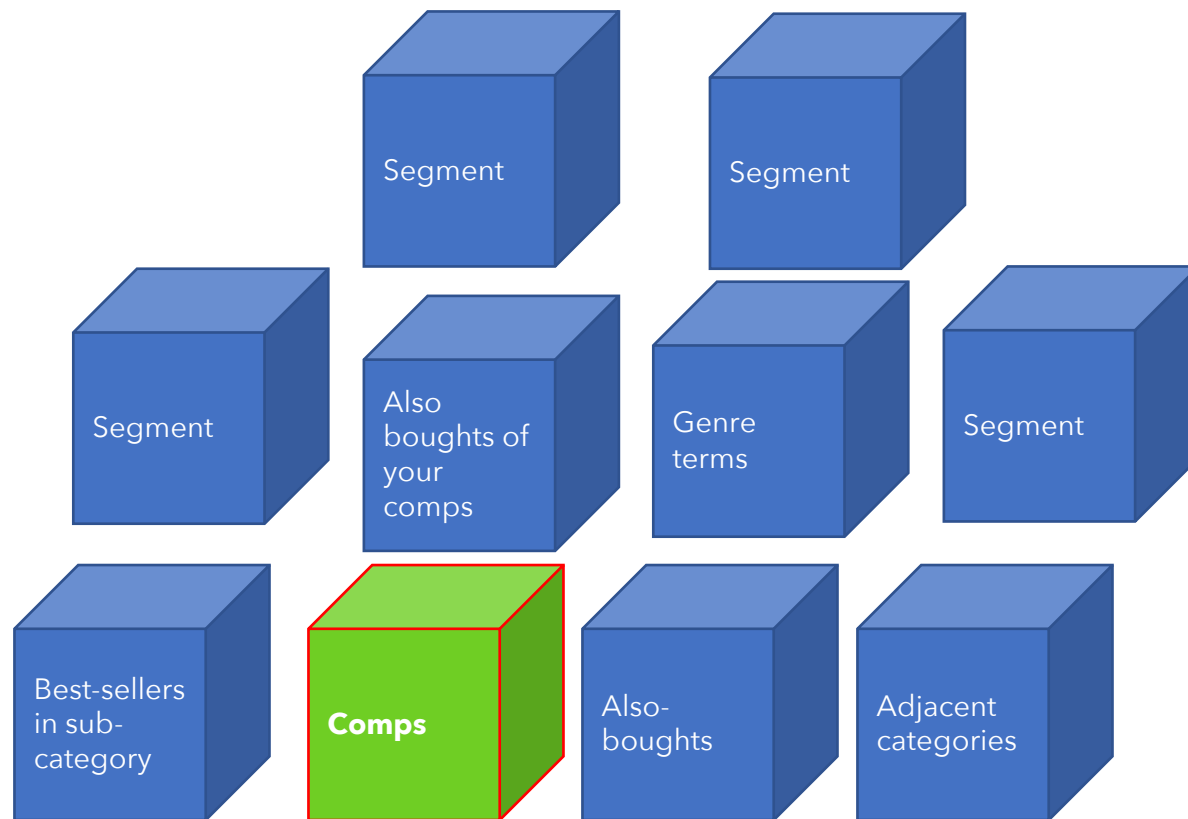 Segment
Segment
Segment
Also
boughts of
your
comps
Genre
terms
Segment
Best-sellers
in sub-
category
Comps
Also-
boughts
Adjacent
categories